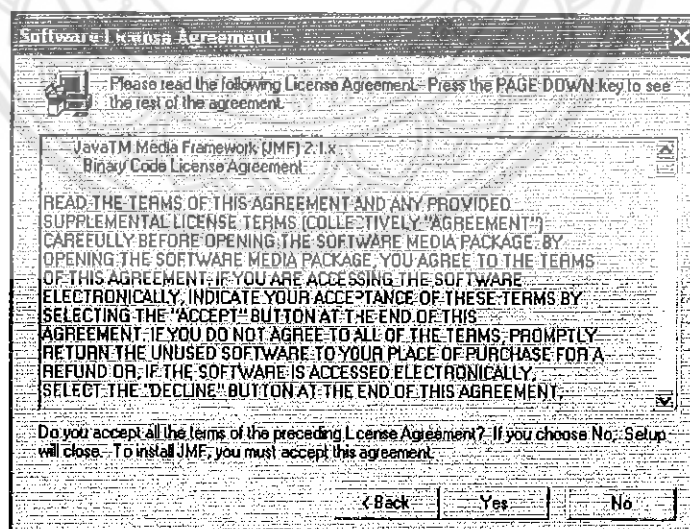 Software License Agreement
Please read the following License Agreement. Press the PAGE DOWN key to see
the rest of the agreement.
JavaTM Media Framework (JMF) 2.1.x
Binary Code License Agreement
READ THE TERMS OF THIS AGREEMENT AND ANY PROVIDED
SUPPLEMENTAL LICENSE TERMS (COLLECTIVELY "AGREEMENT")
CAREFULLY BEFORE OPENING THE SOFTWARE MEDIA PACKAGE. BY
OPENING THE SOFTWARE MEDIA PACKAGE, YOU AGREE TO THE TERMS
OF THIS AGREEMENT. IF YOU ARE ACCESSING THE SOFTWARE
ELECTRONICALLY, INDICATE YOUR ACCEPTANCE OF THESE TERMS BY
SELECTING THE "ACCEPT" BUTTON AT THE END OF THIS
AGREEMENT. IF YOU DO NOT AGREE TO ALL OF THE TERMS, PROMPTLY
RETURN THE UNUSED SOFTWARE TO YOUR PLACE OF PURCHASE FOR A
REFUND OR, IF THE SOFTWARE IS ACCESSED ELECTRONICALLY,
SELECT THE "DECLINE" BUTTON AT THE END OF THIS AGREEMENT.
Do you accept all the terms of the preceding License Agreement? If you choose No, Setup
will close. To install JMF, you must accept this agreement.
< Back Yes No